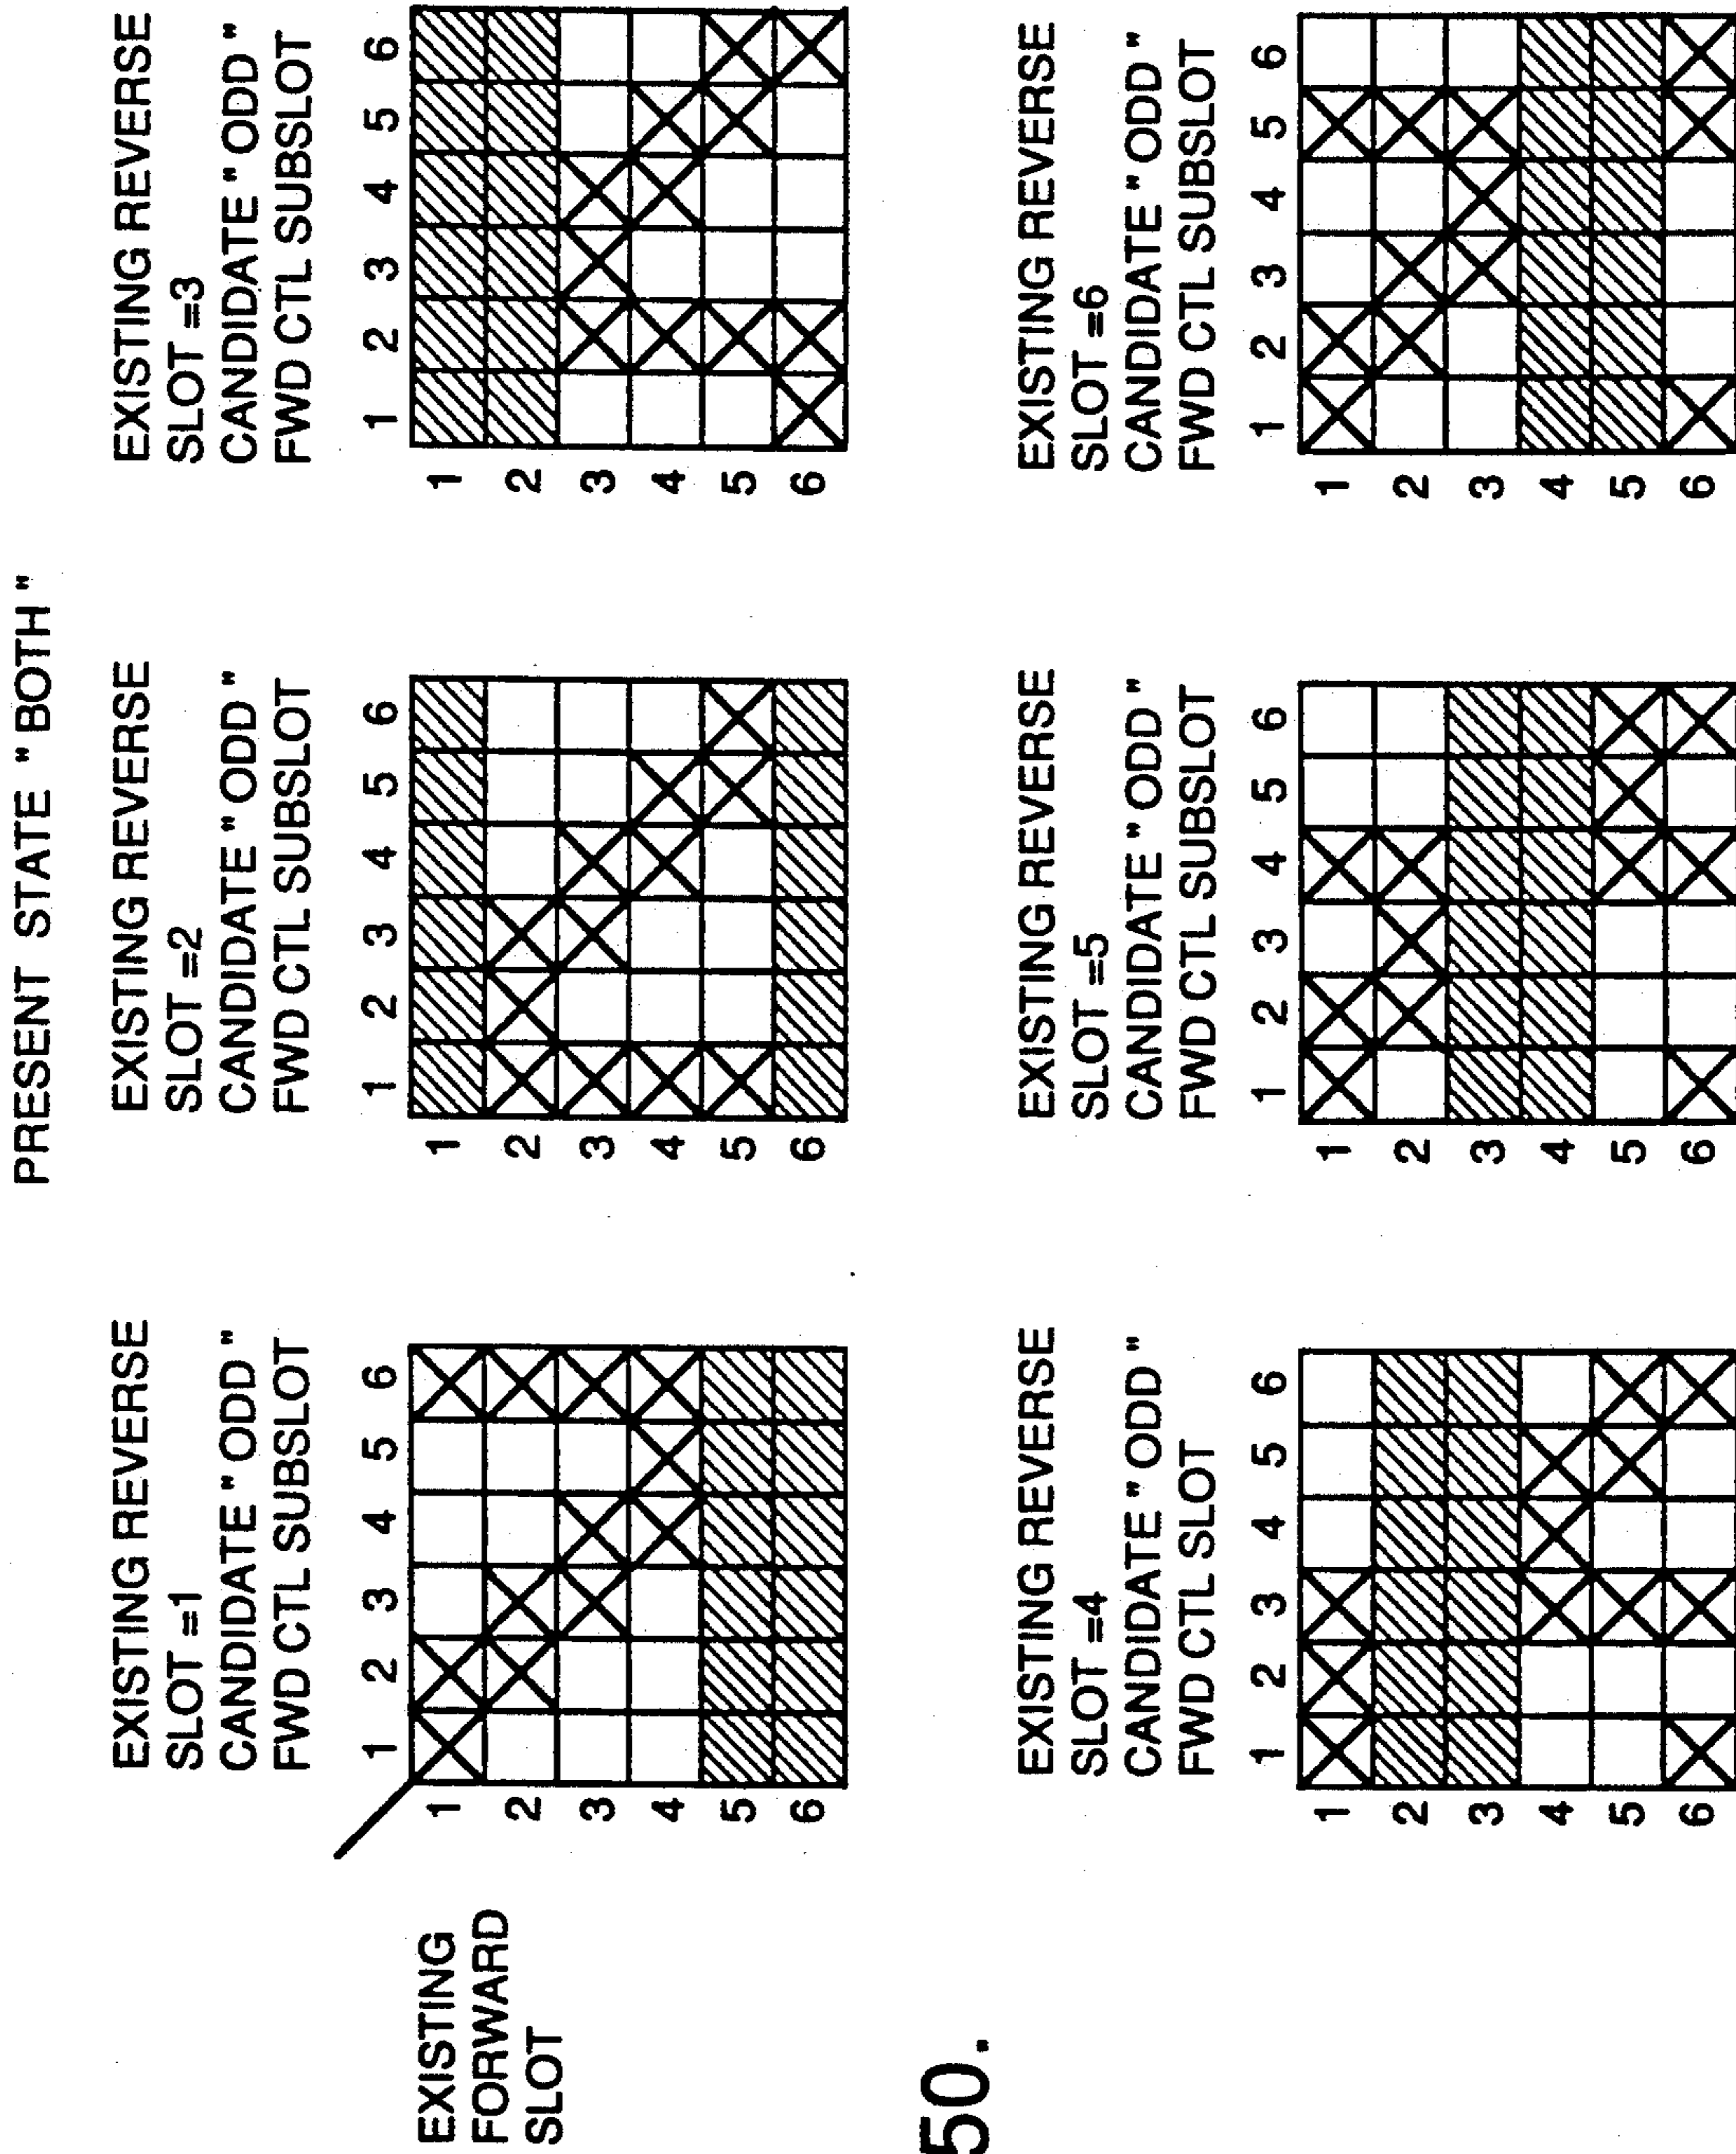 PRESENT STATE " BOTH "
EXISTING REVERSE
SLOT =1
CANDIDATE " ODD "
FWD CTL SUBSLOT
1 2 3 4 5 6
1
2
3
4
5
6
EXISTING REVERSE
SLOT =2
CANDIDATE " ODD "
FWD CTL SUBSLOT
1 2 3 4 5 6
1
2
3
4
5
6
EXISTING REVERSE
SLOT =3
CANDIDATE " ODD "
FWD CTL SUBSLOT
1 2 3 4 5 6
1
2
3
4
5
6
EXISTING
FORWARD
SLOT
EXISTING REVERSE
SLOT =4
CANDIDATE " ODD "
FWD CTL SLOT
1 2 3 4 5 6
1
2
3
4
5
6
EXISTING REVERSE
SLOT =5
CANDIDATE " ODD "
FWD CTL SUBSLOT
1 2 3 4 5 6
1
2
3
4
5
6
EXISTING REVERSE
SLOT =6
CANDIDATE " ODD "
FWD CTL SUBSLOT
1 2 3 4 5 6
1
2
3
4
5
6
50.